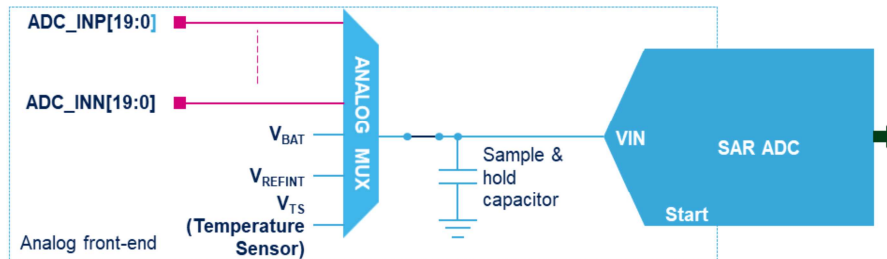 ADC_INP[19:0]
ADC_INN[19:0]
ANALOG MUX
VBAT
VREFINT
VTS
(Temperature
Sensor)
Analog front-end
Sample &
hold
capacitor
VIN
SAR ADC
Start